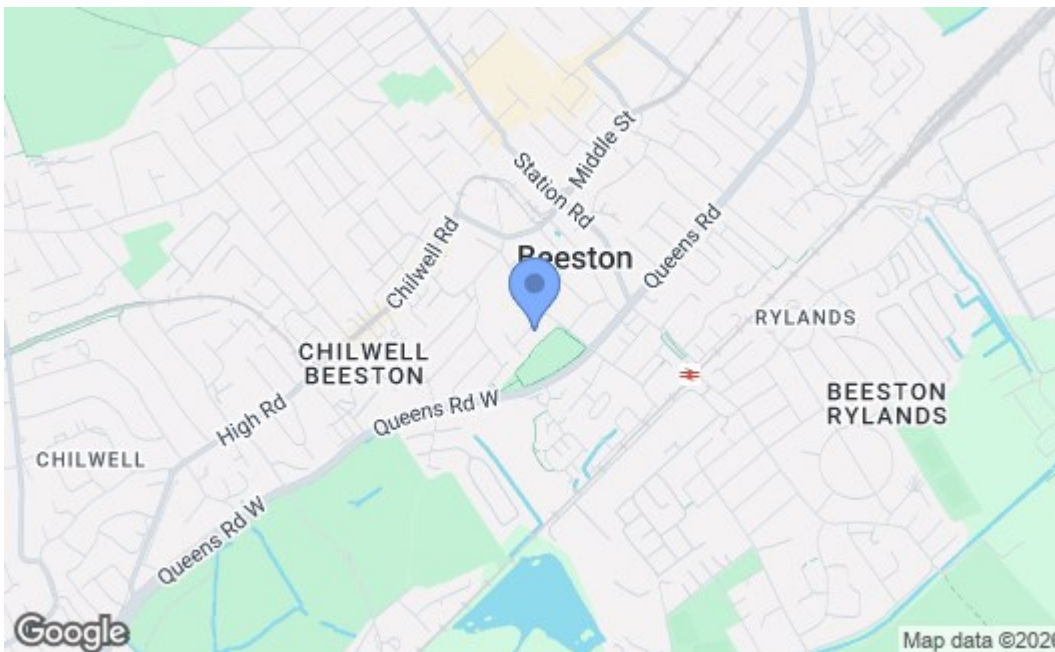 Middle St
Station Rd
Chilwell Rd
Beeston
Queens Rd
RYLANDS
CHILWELL
BEESTON
BEESTON
RYLANDS
Queens Rd W
High Rd
CHILWELL
Queens Rd W
Google
Map data ©2026